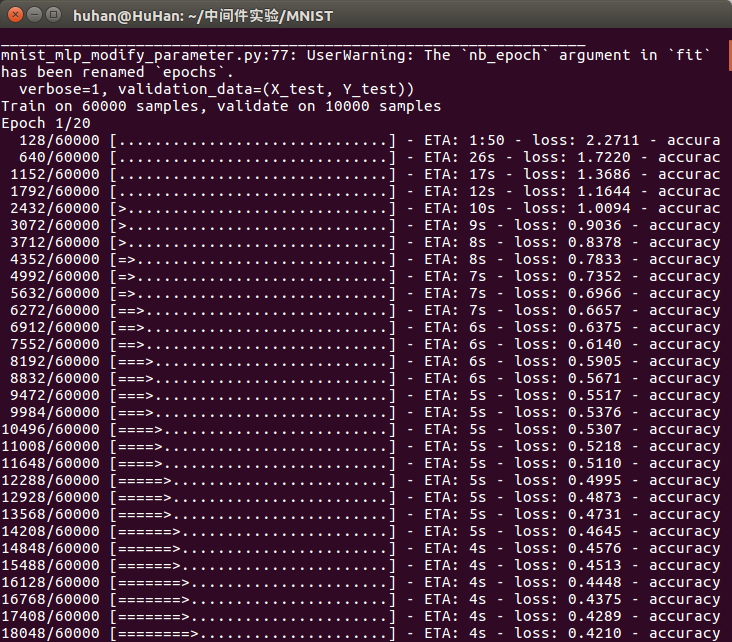 huhan@HuHan: ~/中间件实验/MNIST
_________________________________________________________________
mnist_mlp_modify_parameter.py:77: UserWarning: The `nb_epoch` argument in `fit`
has been renamed `epochs`.
  verbose=1, validation_data=(X_test, Y_test))
Train on 60000 samples, validate on 10000 samples
Epoch 1/20
  128/60000 [..............................] - ETA: 1:50 - loss: 2.2711 - accura
  640/60000 [..............................] - ETA: 26s - loss: 1.7220 - accurac
 1152/60000 [..............................] - ETA: 17s - loss: 1.3686 - accurac
 1792/60000 [..............................] - ETA: 12s - loss: 1.1644 - accurac
 2432/60000 [>.............................] - ETA: 10s - loss: 1.0094 - accurac
 3072/60000 [>.............................] - ETA: 9s - loss: 0.9036 - accuracy
 3712/60000 [>.............................] - ETA: 8s - loss: 0.8378 - accuracy
 4352/60000 [=>............................] - ETA: 8s - loss: 0.7833 - accuracy
 4992/60000 [=>............................] - ETA: 7s - loss: 0.7352 - accuracy
 5632/60000 [=>............................] - ETA: 7s - loss: 0.6966 - accuracy
 6272/60000 [==>...........................] - ETA: 7s - loss: 0.6657 - accuracy
 6912/60000 [==>...........................] - ETA: 6s - loss: 0.6375 - accuracy
 7552/60000 [==>...........................] - ETA: 6s - loss: 0.6140 - accuracy
 8192/60000 [===>..........................] - ETA: 6s - loss: 0.5905 - accuracy
 8832/60000 [===>..........................] - ETA: 6s - loss: 0.5671 - accuracy
 9472/60000 [===>..........................] - ETA: 5s - loss: 0.5517 - accuracy
 9984/60000 [===>..........................] - ETA: 5s - loss: 0.5376 - accuracy
10496/60000 [====>.........................] - ETA: 5s - loss: 0.5307 - accuracy
11008/60000 [====>.........................] - ETA: 5s - loss: 0.5218 - accuracy
11648/60000 [====>.........................] - ETA: 5s - loss: 0.5110 - accuracy
12288/60000 [=====>........................] - ETA: 5s - loss: 0.4995 - accuracy
12928/60000 [=====>........................] - ETA: 5s - loss: 0.4873 - accuracy
13568/60000 [=====>........................] - ETA: 5s - loss: 0.4731 - accuracy
14208/60000 [======>.......................] - ETA: 5s - loss: 0.4645 - accuracy
14848/60000 [======>.......................] - ETA: 4s - loss: 0.4576 - accuracy
15488/60000 [======>.......................] - ETA: 4s - loss: 0.4513 - accuracy
16128/60000 [=======>......................] - ETA: 4s - loss: 0.4448 - accuracy
16768/60000 [=======>......................] - ETA: 4s - loss: 0.4375 - accuracy
17408/60000 [=======>......................] - ETA: 4s - loss: 0.4289 - accuracy
18048/60000 [========>.....................] - ETA: 4s - loss: 0.4210 - accuracy